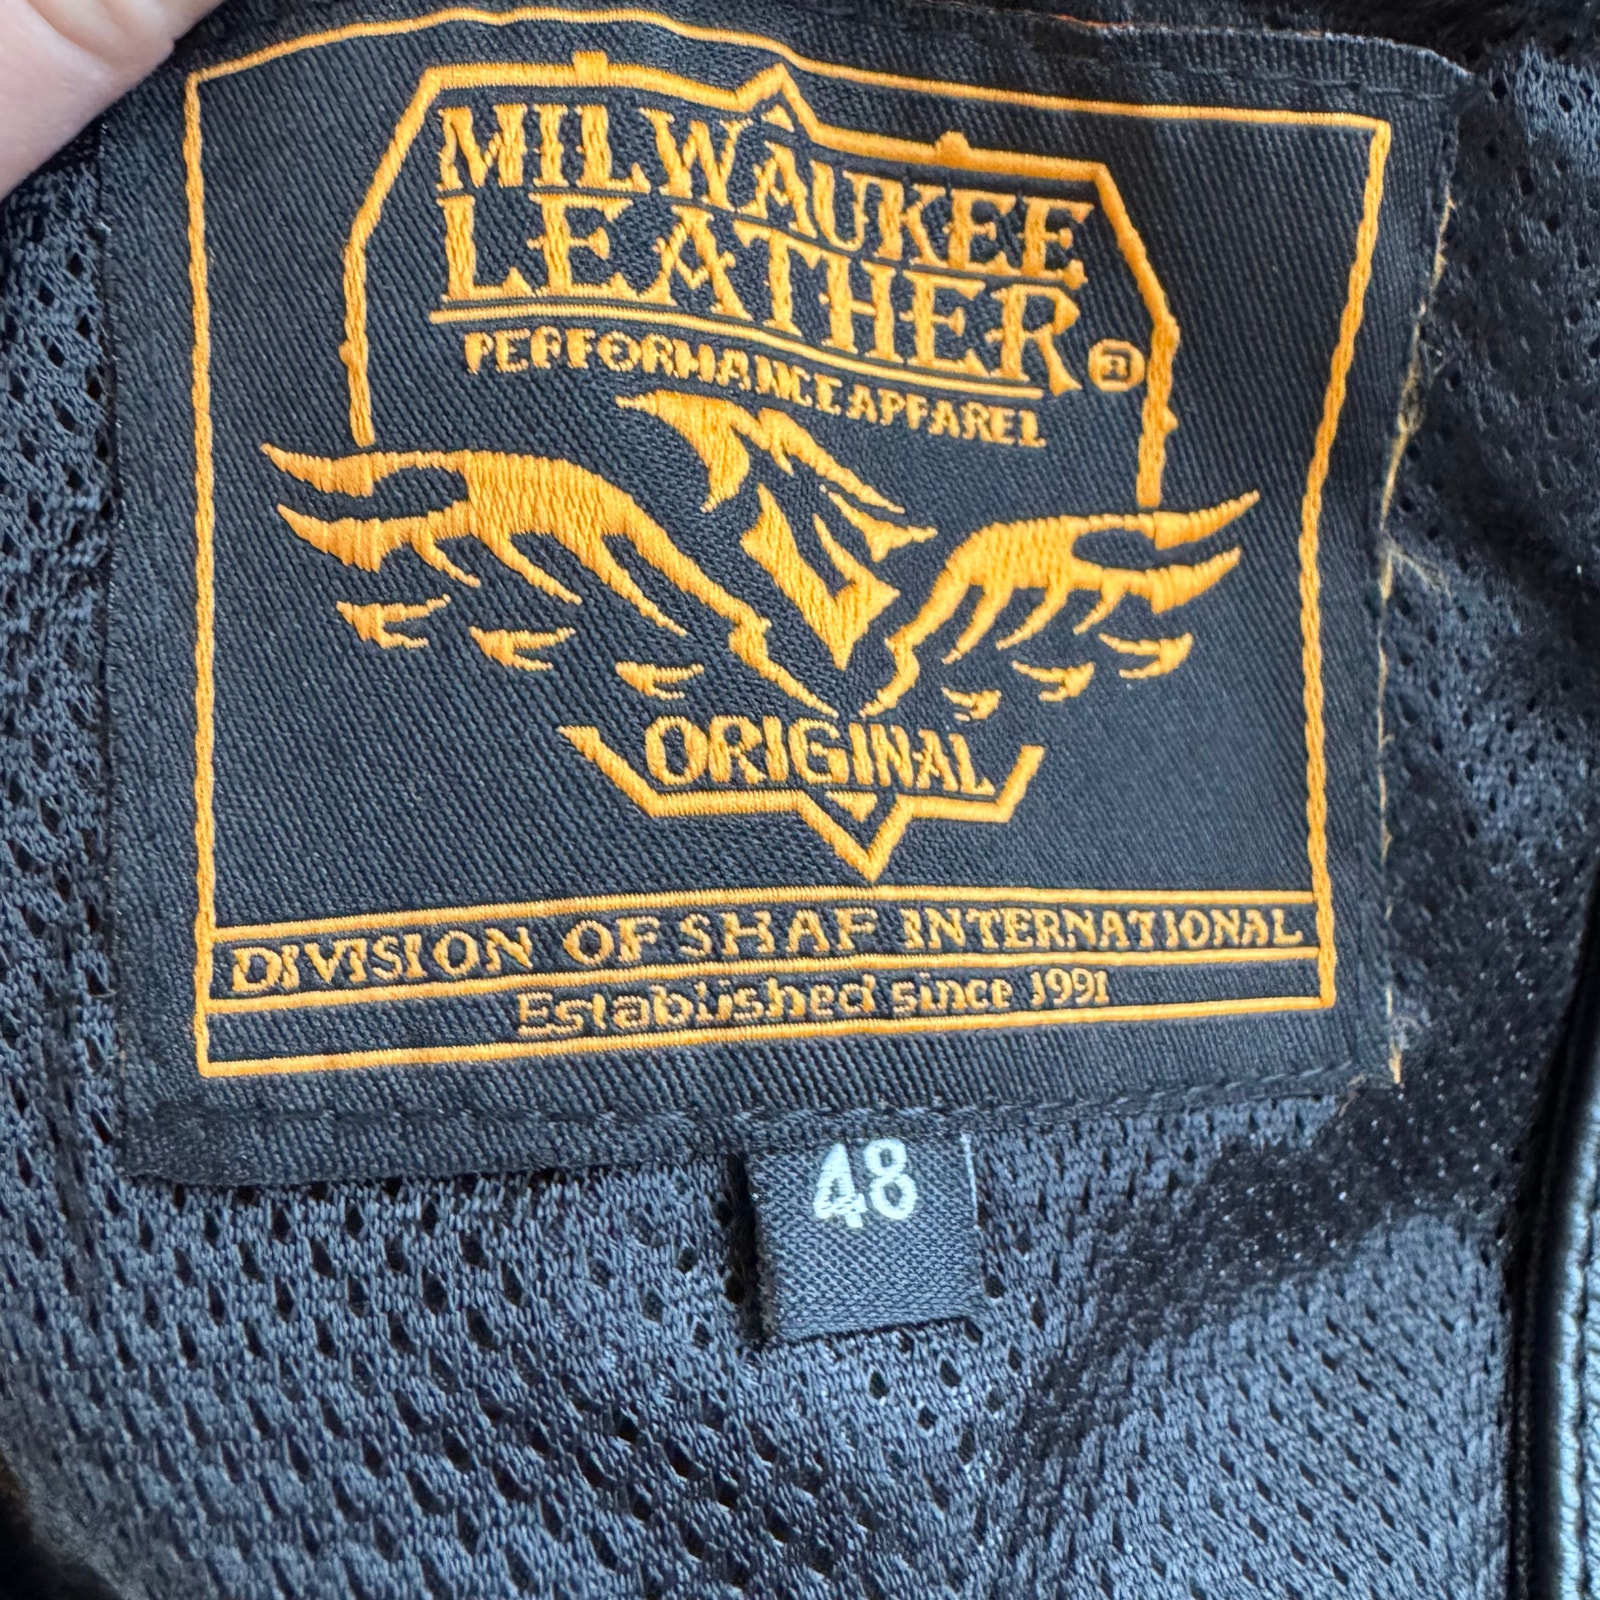 MILWAUKEE
LEATHER®
PERFORMANCE APPAREL
ORIGINAL
DIVISION OF SHAF INTERNATIONAL
Established since 1991
48